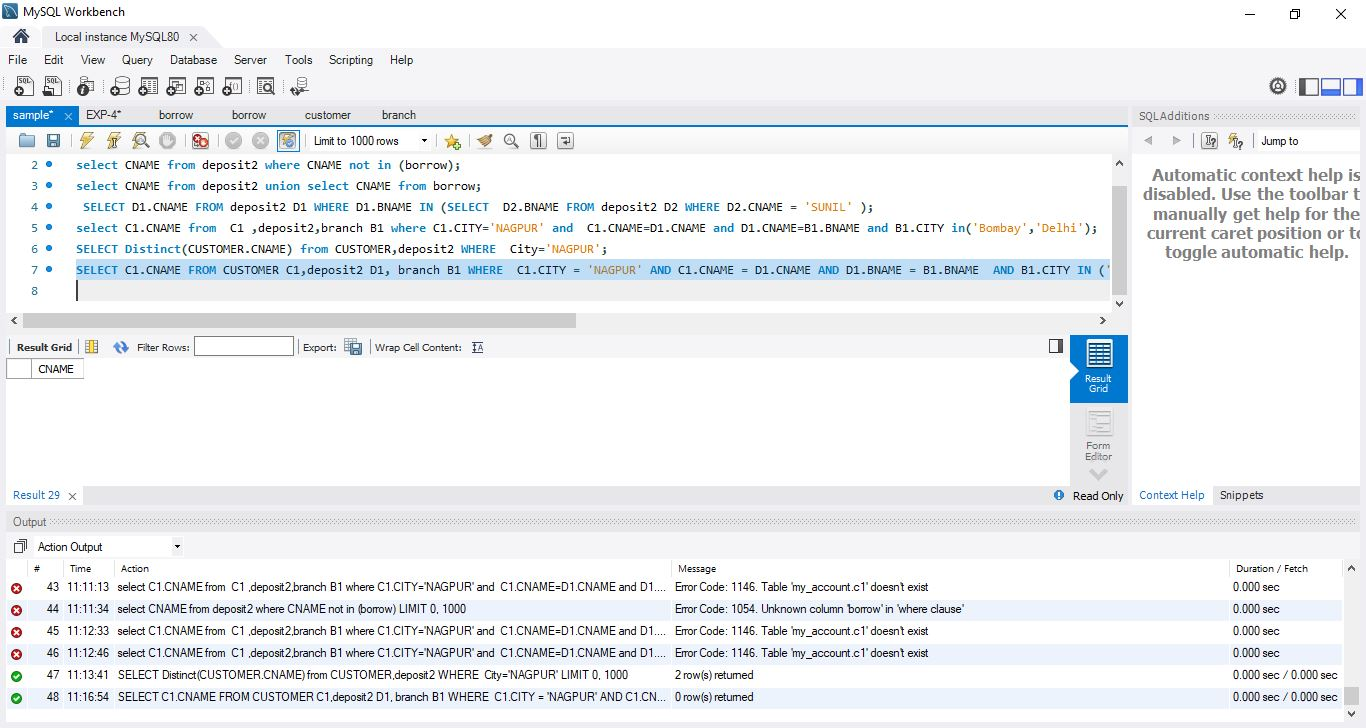 MySQL Workbench
Local instance MySQL80
File Edit View Query Database Server Tools Scripting Help
sample* EXP-4* borrow borrow customer branch
SQLAdditions
Limit to 1000 rows
Jump to
2 select CNAME from deposit2 where CNAME not in (borrow);
3 select CNAME from deposit2 union select CNAME from borrow;
4 SELECT D1.CNAME FROM deposit2 D1 WHERE D1.BNAME IN (SELECT  D2.BNAME FROM deposit2 D2 WHERE D2.CNAME = 'SUNIL' );
5 select C1.CNAME from  C1 ,deposit2,branch B1 where C1.CITY='NAGPUR' and  C1.CNAME=D1.CNAME and D1.CNAME=B1.BNAME and B1.CITY in('Bombay','Delhi');
6 SELECT Distinct(CUSTOMER.CNAME) from CUSTOMER,deposit2 WHERE  City='NAGPUR';
7 SELECT C1.CNAME FROM CUSTOMER C1,deposit2 D1, branch B1 WHERE  C1.CITY = 'NAGPUR' AND C1.CNAME = D1.CNAME AND D1.BNAME = B1.BNAME  AND B1.CITY IN ('
8
Automatic context help is
disabled. Use the toolbar t
manually get help for the
current caret position or to
toggle automatic help.
Result Grid Filter Rows: Export: Wrap Cell Content:
CNAME
Result
Grid
Form
Editor
Result 29
Read Only
Context Help Snippets
Output
Action Output
# Time Action Message Duration / Fetch
43 11:11:13 select C1.CNAME from  C1 ,deposit2,branch B1 where C1.CITY='NAGPUR' and  C1.CNAME=D1.CNAME and D1.... Error Code: 1146. Table 'my_account.c1' doesn't exist 0.000 sec
44 11:11:34 select CNAME from deposit2 where CNAME not in (borrow) LIMIT 0, 1000 Error Code: 1054. Unknown column 'borrow' in 'where clause' 0.000 sec
45 11:12:33 select C1.CNAME from  C1 ,deposit2,branch B1 where C1.CITY='NAGPUR' and  C1.CNAME=D1.CNAME and D1.... Error Code: 1146. Table 'my_account.c1' doesn't exist 0.000 sec
46 11:12:46 select C1.CNAME from  C1 ,deposit2,branch B1 where C1.CITY='NAGPUR' and  C1.CNAME=D1.CNAME and D1.... Error Code: 1146. Table 'my_account.c1' doesn't exist 0.000 sec
47 11:13:41 SELECT Distinct(CUSTOMER.CNAME) from CUSTOMER,deposit2 WHERE  City='NAGPUR' LIMIT 0, 1000 2 row(s) returned 0.000 sec / 0.000 sec
48 11:16:54 SELECT C1.CNAME FROM CUSTOMER C1,deposit2 D1, branch B1 WHERE  C1.CITY = 'NAGPUR' AND C1.CN... 0 row(s) returned 0.000 sec / 0.000 sec